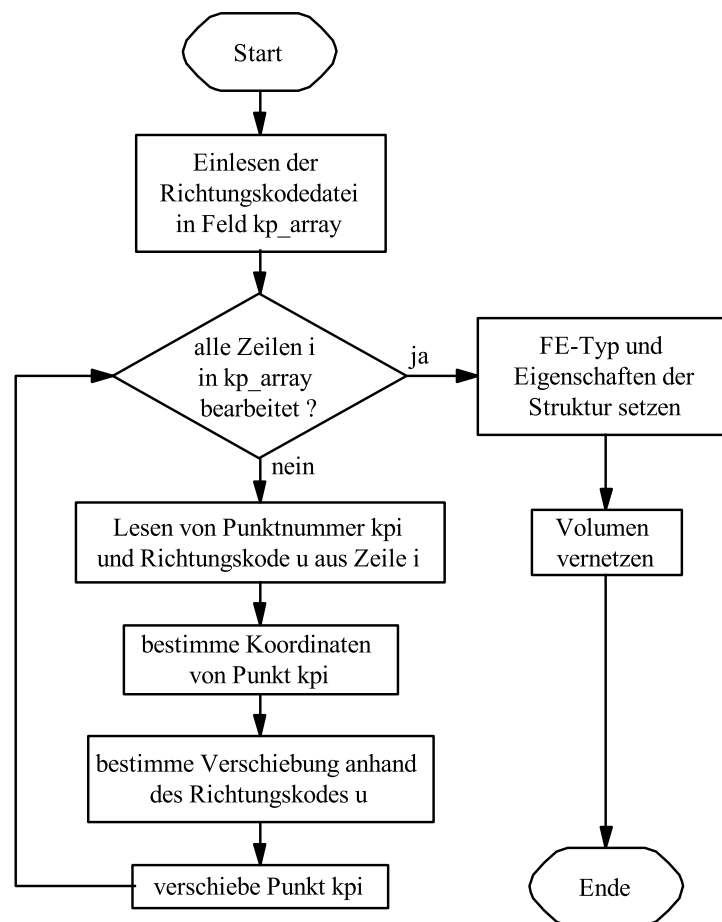 Start
Einlesen der
Richtungskodedatei
in Feld kp_array
alle Zeilen i
in kp_array
bearbeitet ?
ja
nein
FE-Typ und
Eigenschaften der
Struktur setzen
Volumen
vernetzen
Lesen von Punktnummer kpi
und Richtungskode u aus Zeile i
bestimme Koordinaten
von Punkt kpi
bestimme Verschiebung anhand
des Richtungskodes u
verschiebe Punkt kpi
Ende